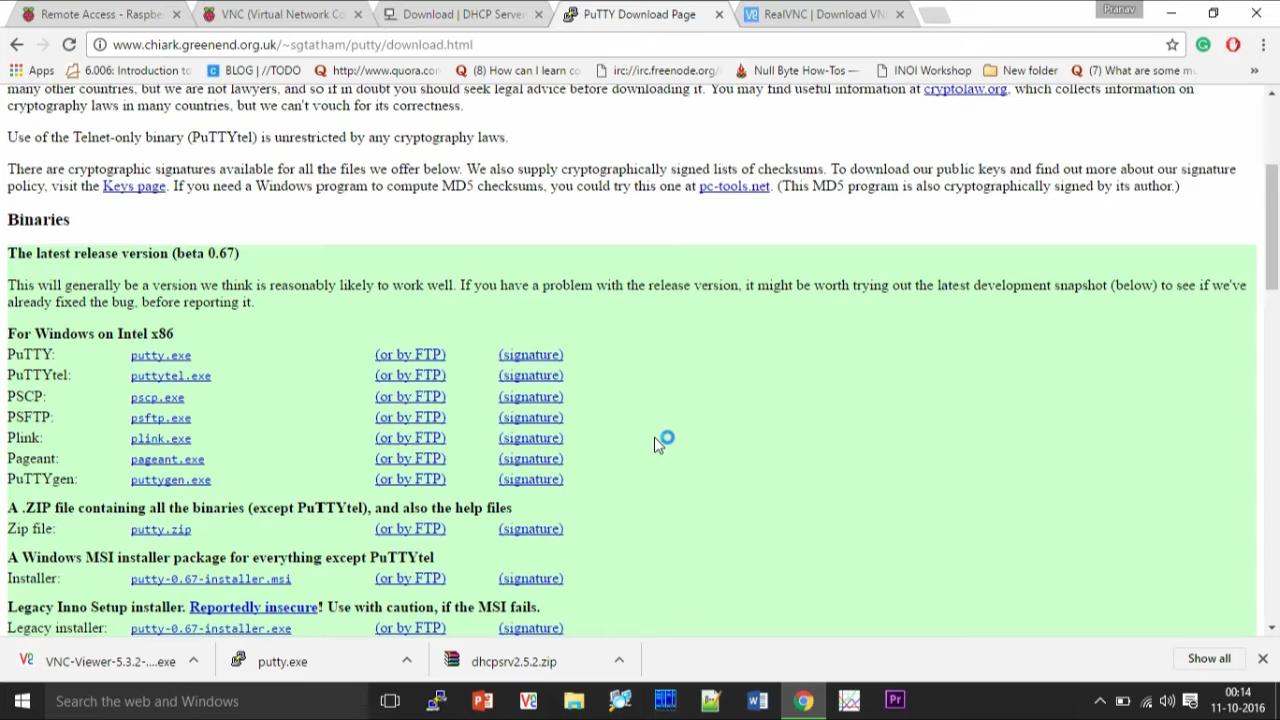 Remote Access - Raspbe
VNC (Virtual Network Co
Download | DHCP Serve
PuTTY Download Page
RealVNC | Download VN
Pranav
www.chiark.greenend.org.uk/~sgtatham/putty/download.html
Apps
6.006: Introduction to
BLOG | //TODO
http://www.quora.con
(8) How can I learn co
irc://irc.freenode.org/
Null Byte How-Tos —
INOI Workshop
New folder
(7) What are some mu
»
many other countries, but we are not lawyers, and so if in doubt you should seek legal advice before downloading it. You may find useful information at cryptolaw.org, which collects information on
cryptography laws in many countries, but we can't vouch for its correctness.
Use of the Telnet-only binary (PuTTYtel) is unrestricted by any cryptography laws.
There are cryptographic signatures available for all the files we offer below. We also supply cryptographically signed lists of checksums. To download our public keys and find out more about our signature
policy, visit the Keys page. If you need a Windows program to compute MD5 checksums, you could try this one at pc-tools.net. (This MD5 program is also cryptographically signed by its author.)
Binaries
The latest release version (beta 0.67)
This will generally be a version we think is reasonably likely to work well. If you have a problem with the release version, it might be worth trying out the latest development snapshot (below) to see if we've
already fixed the bug, before reporting it.
For Windows on Intel x86
PuTTY: putty.exe (or by FTP) (signature)
PuTTYtel: puttytel.exe (or by FTP) (signature)
PSCP: pscp.exe (or by FTP) (signature)
PSFTP: psftp.exe (or by FTP) (signature)
Plink: plink.exe (or by FTP) (signature)
Pageant: pageant.exe (or by FTP) (signature)
PuTTYgen: puttygen.exe (or by FTP) (signature)
A .ZIP file containing all the binaries (except PuTTYtel), and also the help files
Zip file: putty.zip (or by FTP) (signature)
A Windows MSI installer package for everything except PuTTYtel
Installer: putty-0.67-installer.msi (or by FTP) (signature)
Legacy Inno Setup installer. Reportedly insecure! Use with caution, if the MSI fails.
Legacy installer: putty-0.67-installer.exe (or by FTP) (signature)
VNC-Viewer-5.3.2-....exe
putty.exe
dhcpsrv2.5.2.zip
Show all
Search the web and Windows
00:14
11-10-2016